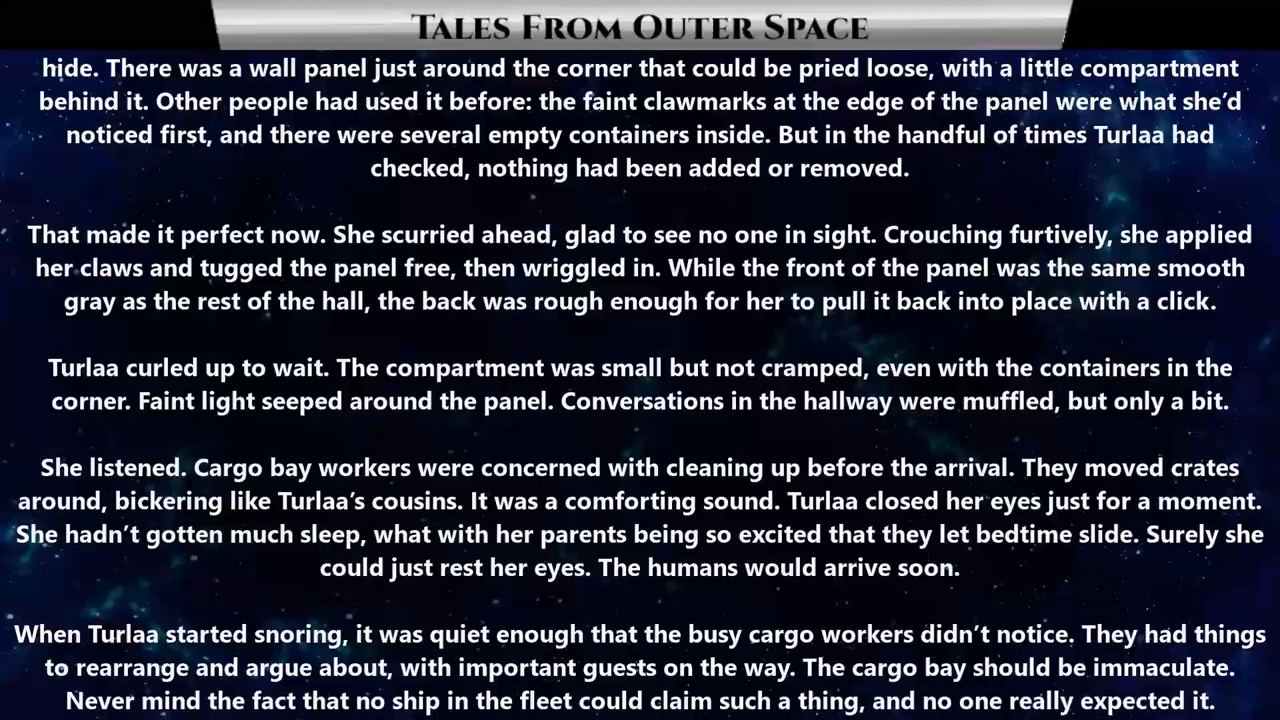 Tales From Outer Space
hide. There was a wall panel just around the corner that could be pried loose, with a little compartment
behind it. Other people had used it before: the faint clawmarks at the edge of the panel were what she’d
noticed first, and there were several empty containers inside. But in the handful of times Turlaa had
checked, nothing had been added or removed.
That made it perfect now. She scurried ahead, glad to see no one in sight. Crouching furtively, she applied
her claws and tugged the panel free, then wriggled in. While the front of the panel was the same smooth
gray as the rest of the hall, the back was rough enough for her to pull it back into place with a click.
Turlaa curled up to wait. The compartment was small but not cramped, even with the containers in the
corner. Faint light seeped around the panel. Conversations in the hallway were muffled, but only a bit.
She listened. Cargo bay workers were concerned with cleaning up before the arrival. They moved crates
around, bickering like Turlaa’s cousins. It was a comforting sound. Turlaa closed her eyes just for a moment.
She hadn’t gotten much sleep, what with her parents being so excited that they let bedtime slide. Surely she
could just rest her eyes. The humans would arrive soon.
When Turlaa started snoring, it was quiet enough that the busy cargo workers didn’t notice. They had things
to rearrange and argue about, with important guests on the way. The cargo bay should be immaculate.
Never mind the fact that no ship in the fleet could claim such a thing, and no one really expected it.